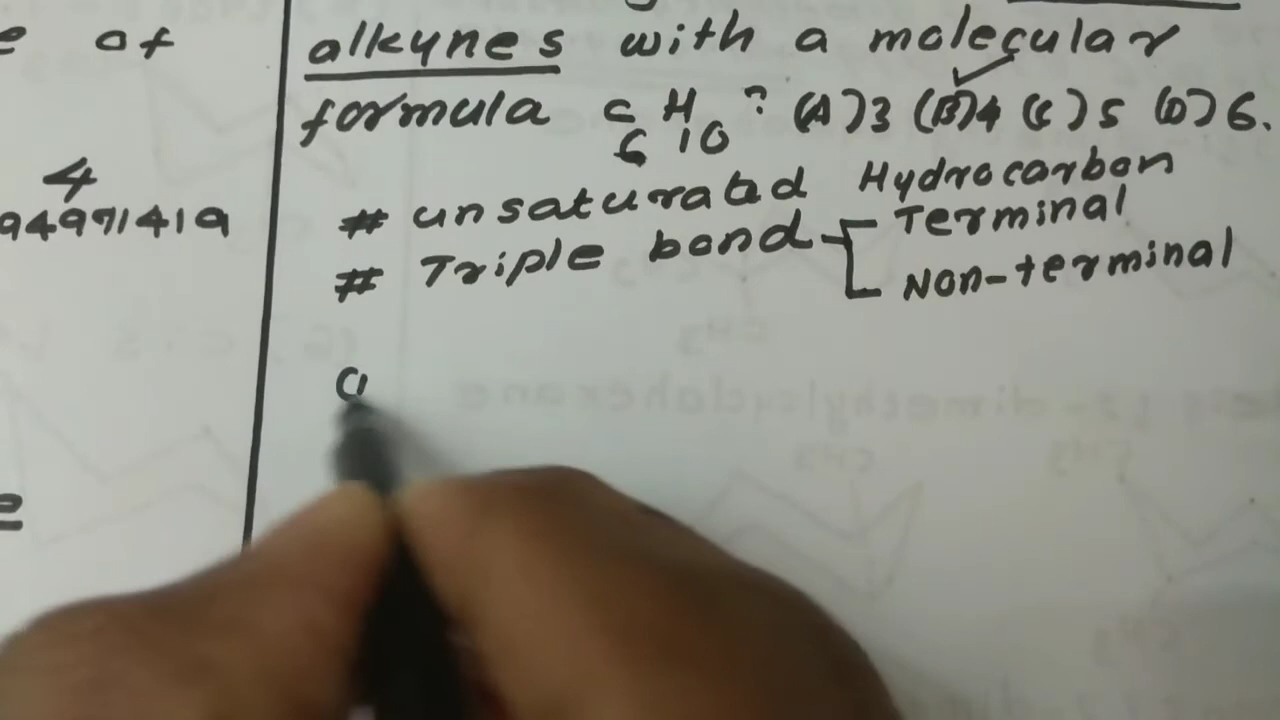 e of
4
94971419
alkynes with a molecular
formula C6H10? (A)3 (B)4 (C)5 (D)6.
# unsaturated Hydrocarbon
# Triple bond Terminal
Non-terminal